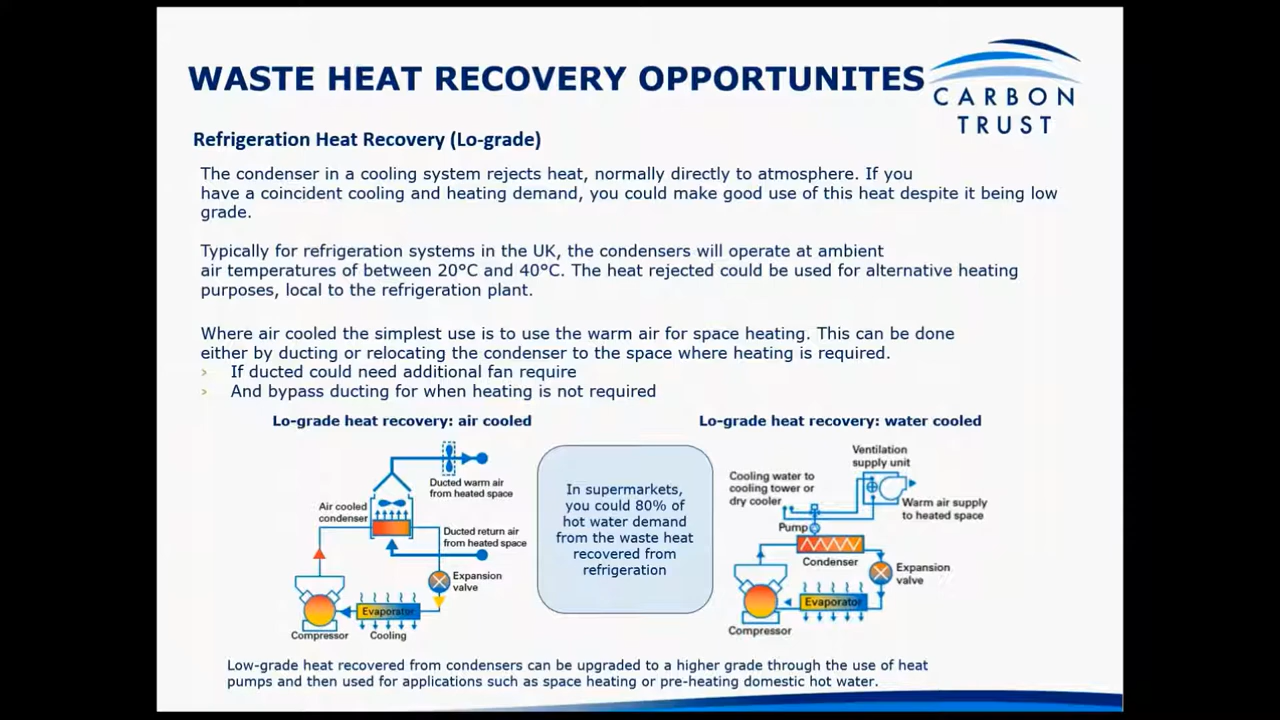 WASTE HEAT RECOVERY OPPORTUNITES
CARBON
TRUST
Refrigeration Heat Recovery (Lo-grade)
The condenser in a cooling system rejects heat, normally directly to atmosphere. If you
have a coincident cooling and heating demand, you could make good use of this heat despite it being low
grade.
Typically for refrigeration systems in the UK, the condensers will operate at ambient
air temperatures of between 20°C and 40°C. The heat rejected could be used for alternative heating
purposes, local to the refrigeration plant.
Where air cooled the simplest use is to use the warm air for space heating. This can be done
either by ducting or relocating the condenser to the space where heating is required.
› If ducted could need additional fan require
› And bypass ducting for when heating is not required
Lo-grade heat recovery: air cooled
Ducted warm air
from heated space
Air cooled
condenser
Ducted return air
from heated space
Expansion
valve
Evaporator
Compressor
Cooling
In supermarkets,
you could 80% of
hot water demand
from the waste heat
recovered from
refrigeration
Lo-grade heat recovery: water cooled
Ventilation
supply unit
Cooling water to
cooling tower or
dry cooler
Warm air supply
to heated space
Pump
Condenser
Expansion
valve
Evaporator
Compressor
Low-grade heat recovered from condensers can be upgraded to a higher grade through the use of heat
pumps and then used for applications such as space heating or pre-heating domestic hot water.